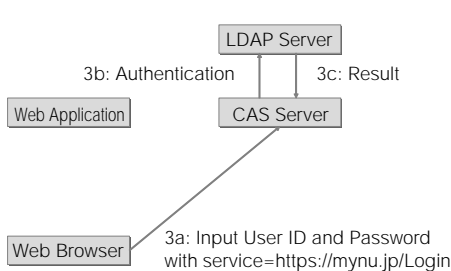 LDAP Server
3b: Authentication
3c: Result
Web Application
CAS Server
Web Browser
3a: Input User ID and Password
with service=https://mynu.jp/Login